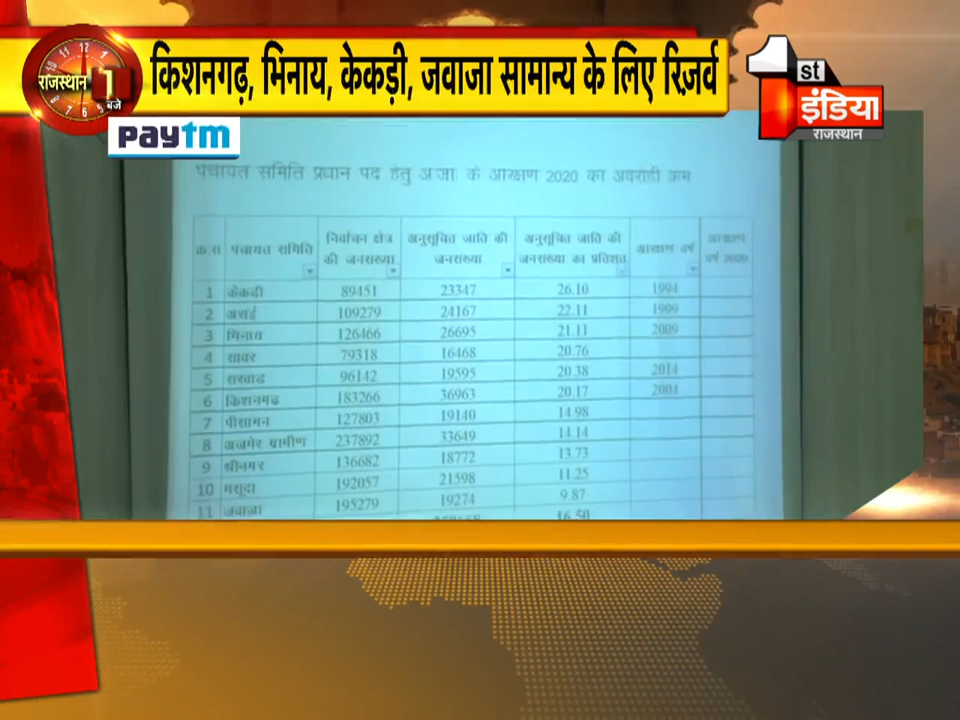 किशनगढ़, भिनाय, केकड़ी, जवाजा सामान्य के लिए रिज़र्व
राजस्थान 1 बजे
paytm
1st इंडिया
राजस्थान
पंचायत समिति प्रधान पद हेतु अ.जा. के आरक्षण 2020 का अवरोही क्रम
क्र.स. पंचायत समिति निर्वाचन क्षेत्र की जनसंख्या अनुसूचित जाति की जनसंख्या अनुसूचित जाति की जनसंख्या का प्रतिशत आरक्षण वर्ष आरक्षण वर्ष 2020
1 केकड़ी 89451 23347 26.10 1994
2 अराई 109279 24167 22.11 1999
3 भिनाय 126466 26695 21.11 2009
4 सावर 79318 16468 20.76
5 सरवाड 96142 19595 20.38 2014
6 किशनगढ 183266 36963 20.17 2004
7 पीसांगन 127803 19140 14.98
8 अजमेर ग्रामीण 237892 33649 14.14
9 श्रीनगर 136682 18772 13.73
10 मसूदा 192057 21598 11.25
11 जवाजा 195279 19274 9.87
16.50